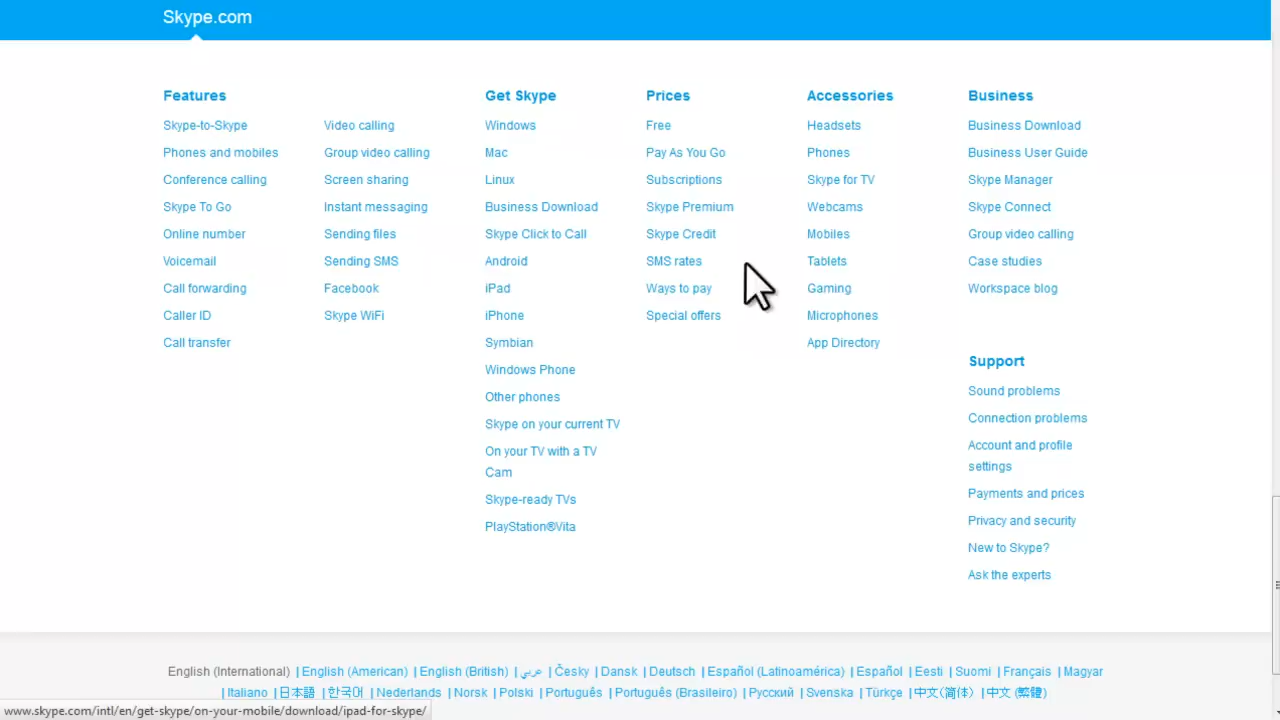 Skype.com
Features
Skype-to-Skype
Phones and mobiles
Conference calling
Skype To Go
Online number
Voicemail
Call forwarding
Caller ID
Call transfer
Video calling
Group video calling
Screen sharing
Instant messaging
Sending files
Sending SMS
Facebook
Skype WiFi
Get Skype
Windows
Mac
Linux
Business Download
Skype Click to Call
Android
iPad
iPhone
Symbian
Windows Phone
Other phones
Skype on your current TV
On your TV with a TV
Cam
Skype-ready TVs
PlayStation®Vita
Prices
Free
Pay As You Go
Subscriptions
Skype Premium
Skype Credit
SMS rates
Ways to pay
Special offers
Accessories
Headsets
Phones
Skype for TV
Webcams
Mobiles
Tablets
Gaming
Microphones
App Directory
Business
Business Download
Business User Guide
Skype Manager
Skype Connect
Group video calling
Case studies
Workspace blog
Support
Sound problems
Connection problems
Account and profile
settings
Payments and prices
Privacy and security
New to Skype?
Ask the experts
English (International) | English (American) | English (British) | عربي | Česky | Dansk | Deutsch | Español (Latinoamérica) | Español | Eesti | Suomi | Français | Magyar
| Italiano | 日本語 | 한국어 | Nederlands | Norsk | Polski | Português | Português (Brasileiro) | Русский | Svenska | Türkçe | 中文(简体) | 中文 (繁體)
www.skype.com/intl/en/get-skype/on-your-mobile/download/ipad-for-skype/